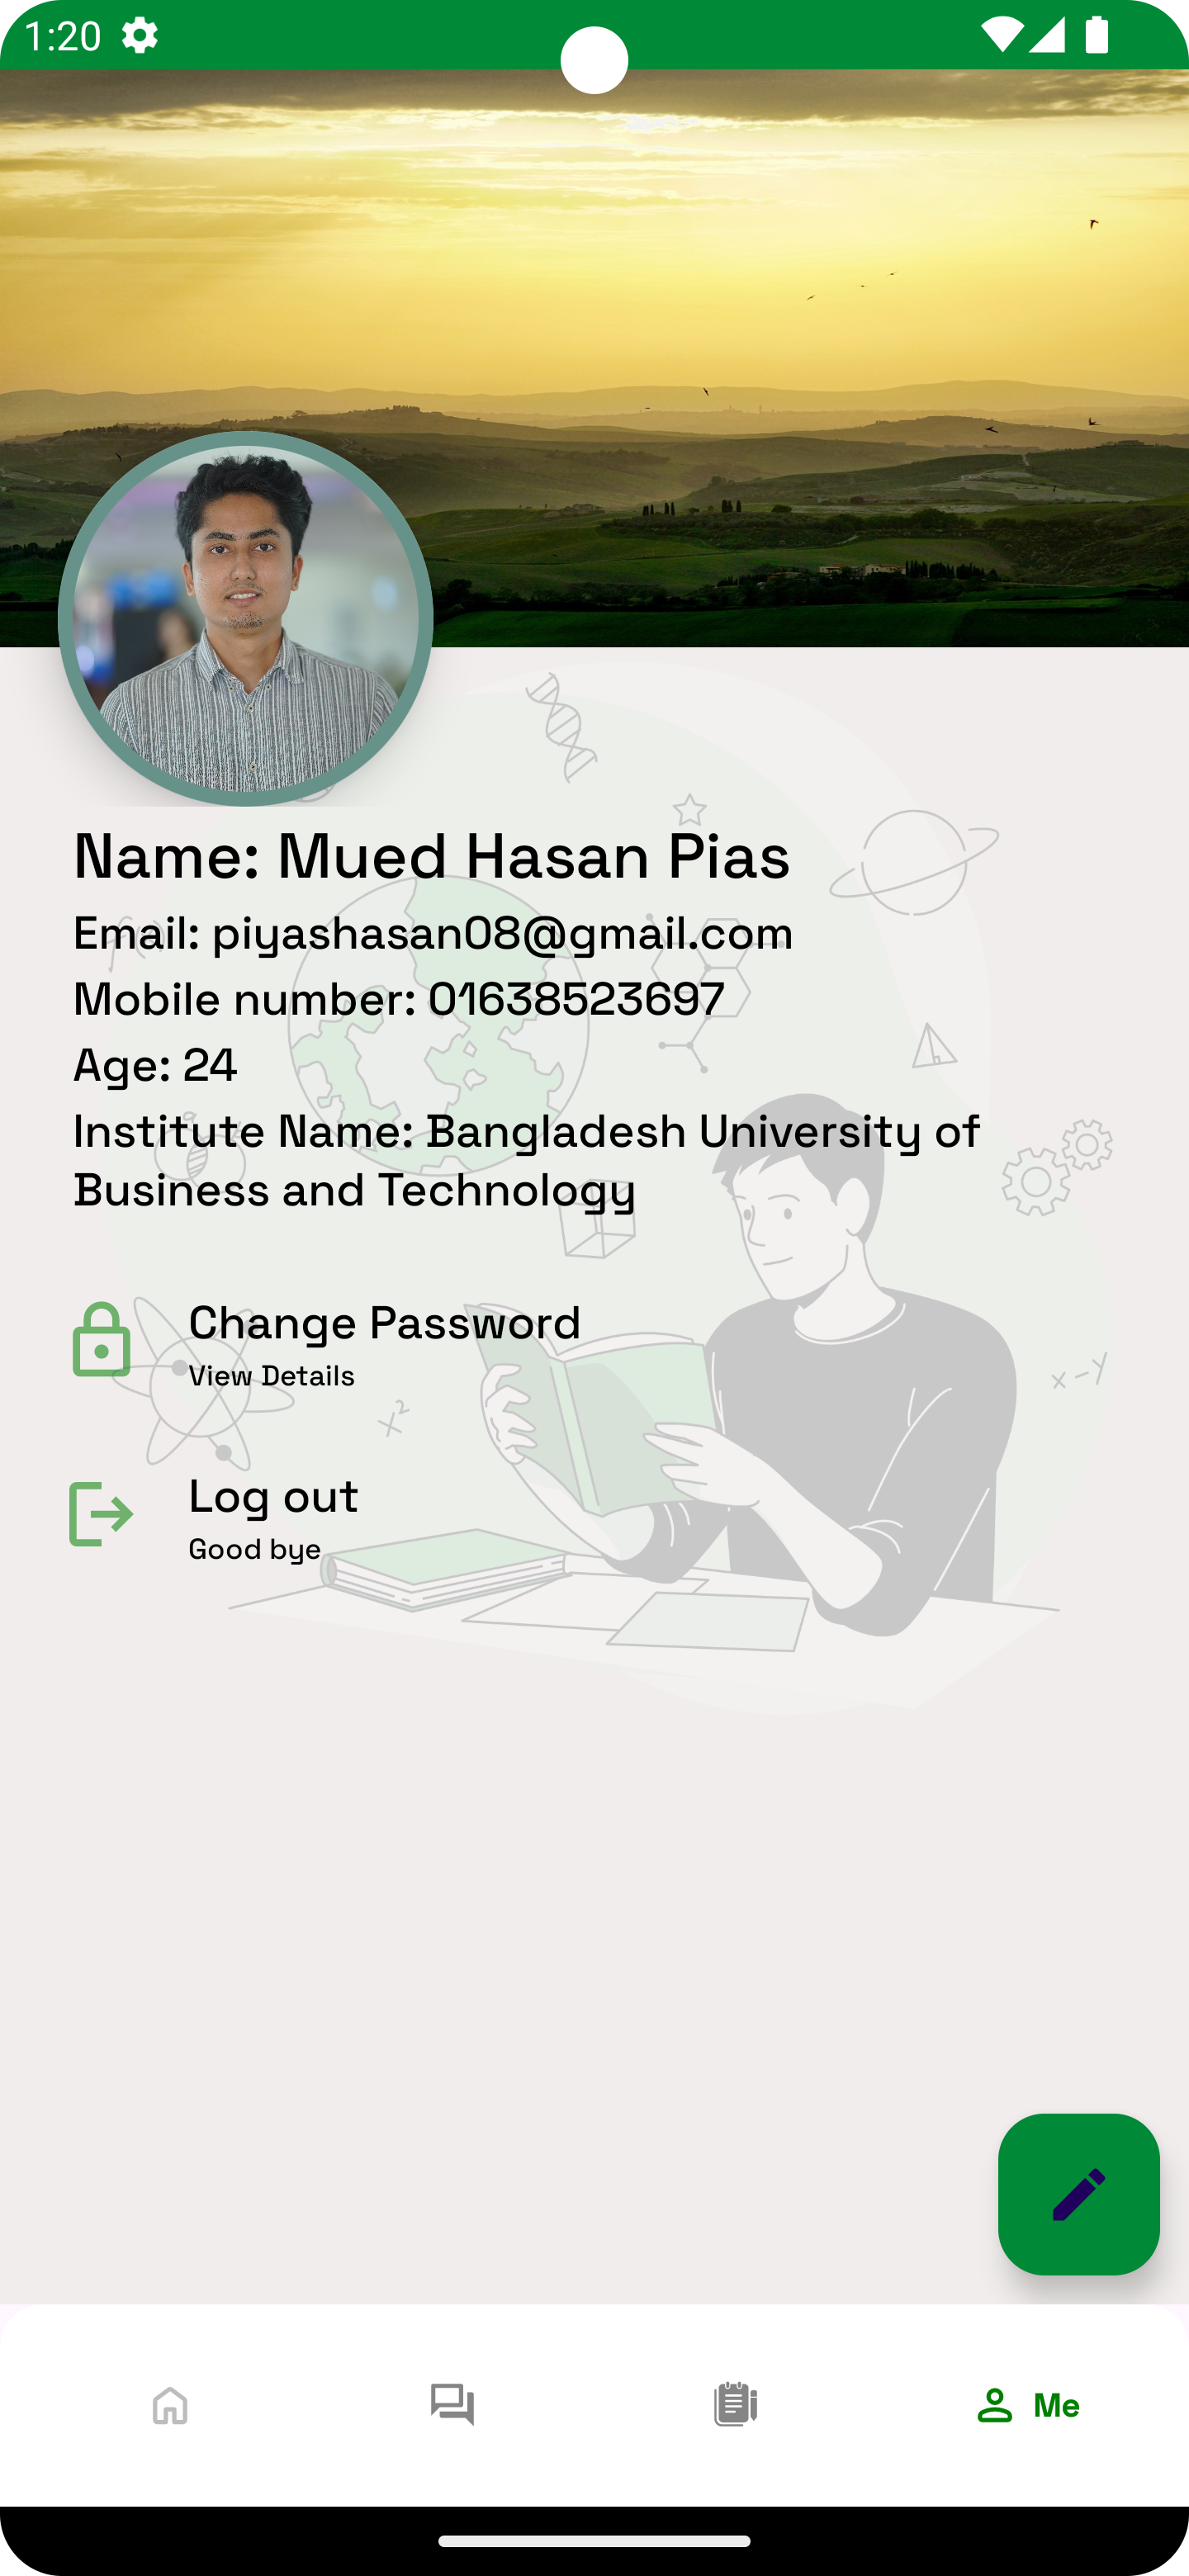 1:20
Name: Mued Hasan Pias
Email: piyashasan08@gmail.com
Mobile number: 01638523697
Age: 24
Institute Name: Bangladesh University of
Business and Technology
Change Password
View Details
Log out
Good bye
f(x)
x²
x-y
Me